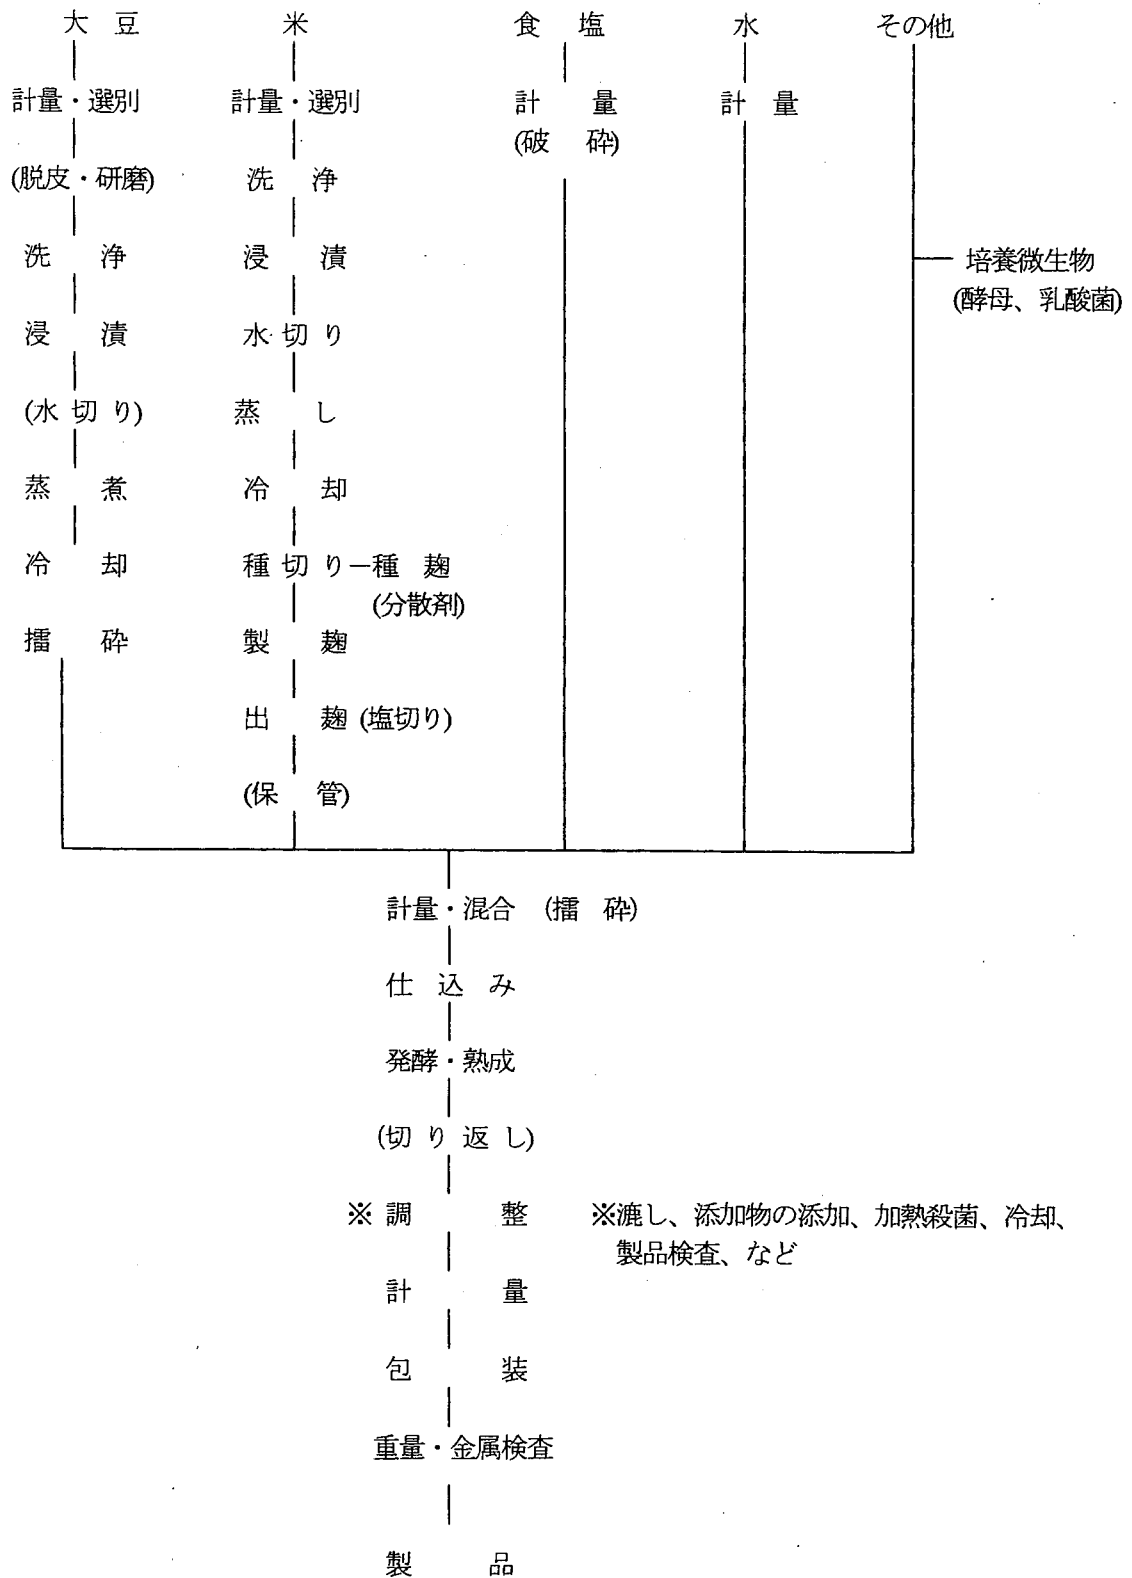 大豆 米 食塩 水 その他
計量・選別 計量・選別 計量 計量
(破砕)
(脱皮・研磨) 洗浄
洗浄 浸漬 培養微生物
(酵母、乳酸菌)
浸漬 水切り
(水切り) 蒸し
蒸煮 冷却
冷却 種切り－種麹
(分散剤)
擂砕 製麹
出麹(塩切り)
(保管)
計量・混合 (擂砕)
仕込み
発酵・熟成
(切り返し)
※調整 ※漉し、添加物の添加、加熱殺菌、冷却、
製品検査、など
計量
包装
重量・金属検査
製品